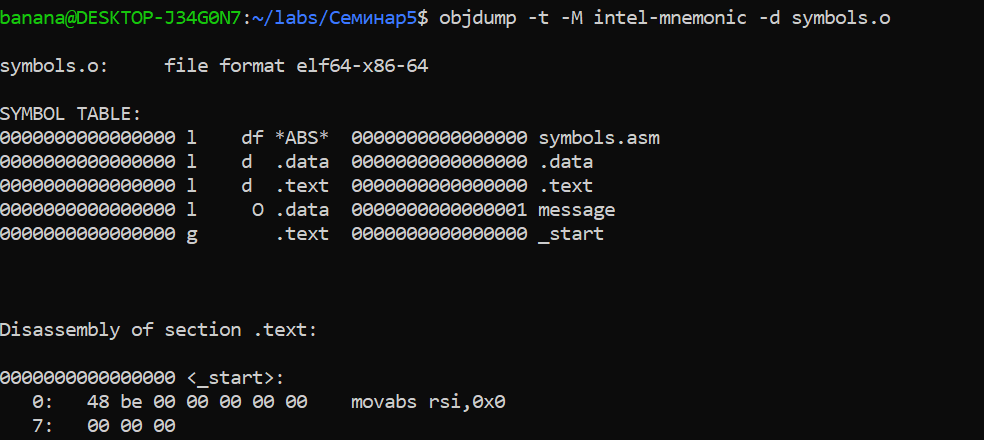 banana@DESKTOP-J34G0N7:~/labs/Семинар5$ objdump -t -M intel-mnemonic -d symbols.o
symbols.o:     file format elf64-x86-64
SYMBOL TABLE:
0000000000000000 l    df *ABS*  0000000000000000 symbols.asm
0000000000000000 l    d  .data  0000000000000000 .data
0000000000000000 l    d  .text  0000000000000000 .text
0000000000000000 l     O .data  0000000000000001 message
0000000000000000 g       .text  0000000000000000 _start
Disassembly of section .text:
0000000000000000 <_start>:
   0:   48 be 00 00 00 00 00    movabs rsi,0x0
   7:   00 00 00